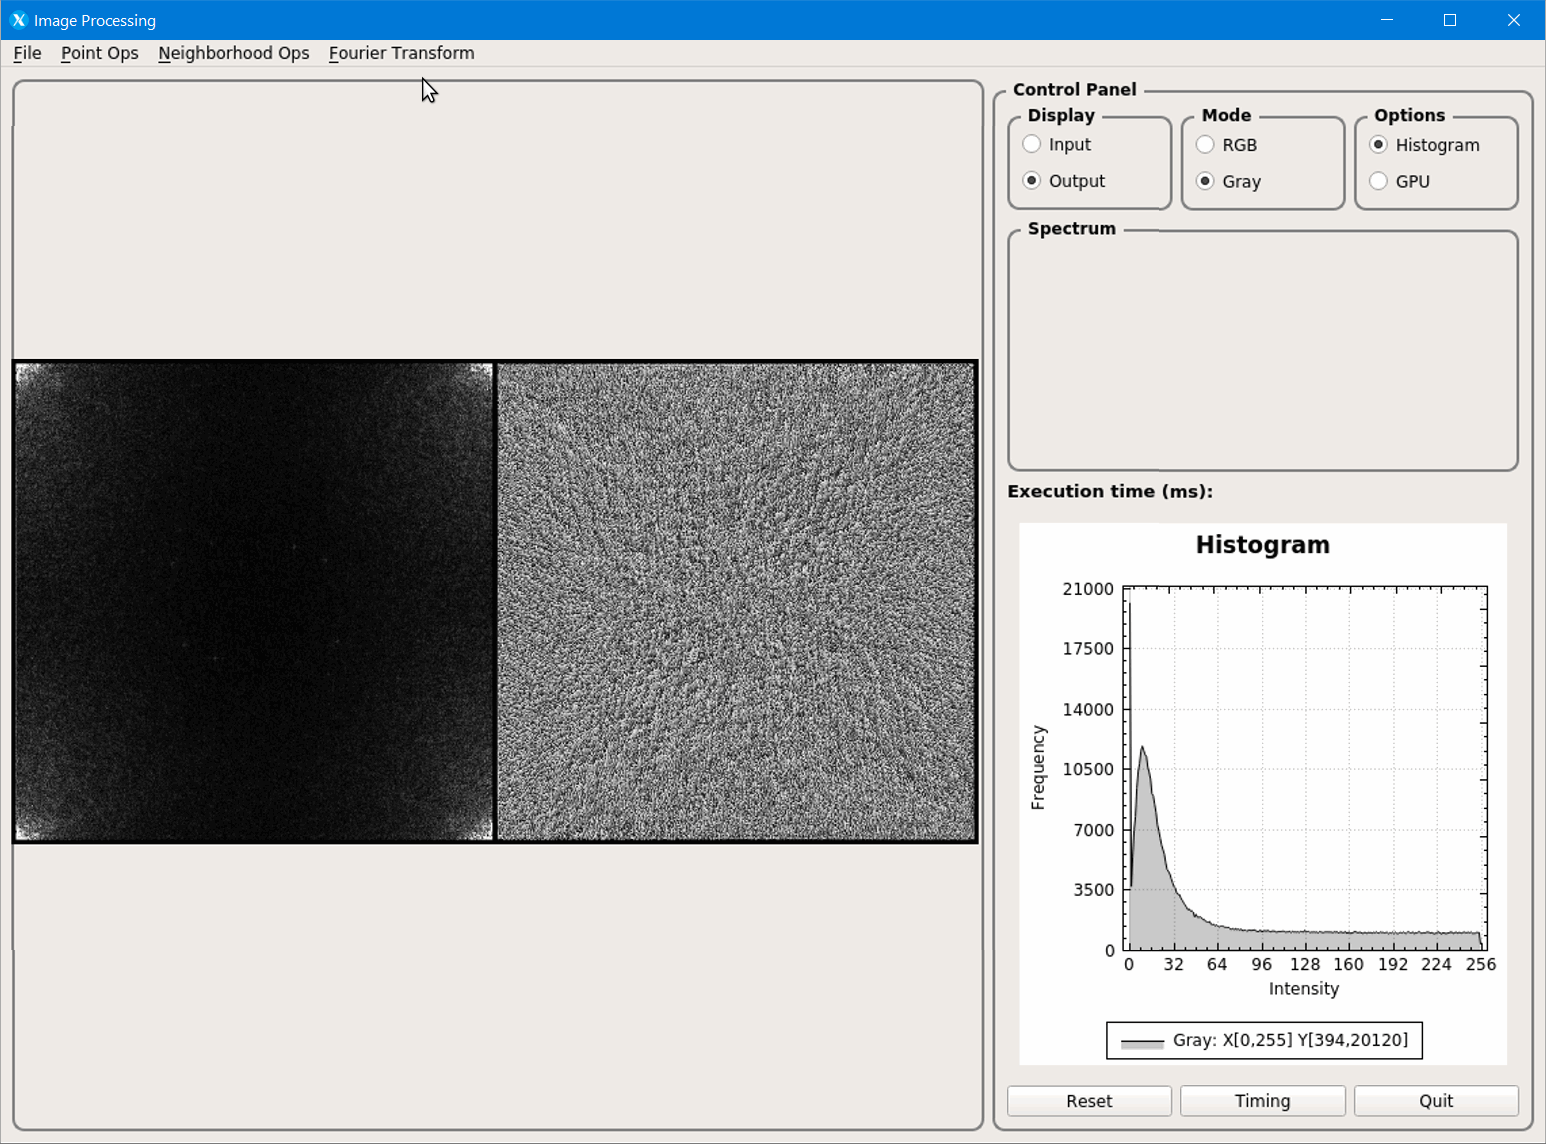 Image Processing
File Point Ops Neighborhood Ops Fourier Transform
Control Panel
Display Mode Options
Input RGB Histogram
Output Gray GPU
Spectrum
Execution time (ms):
Histogram
21000
17500
14000
10500
7000
3500
0
Frequency
0 32 64 96 128 160 192 224 256
Intensity
Gray: X[0,255] Y[394,20120]
Reset Timing Quit